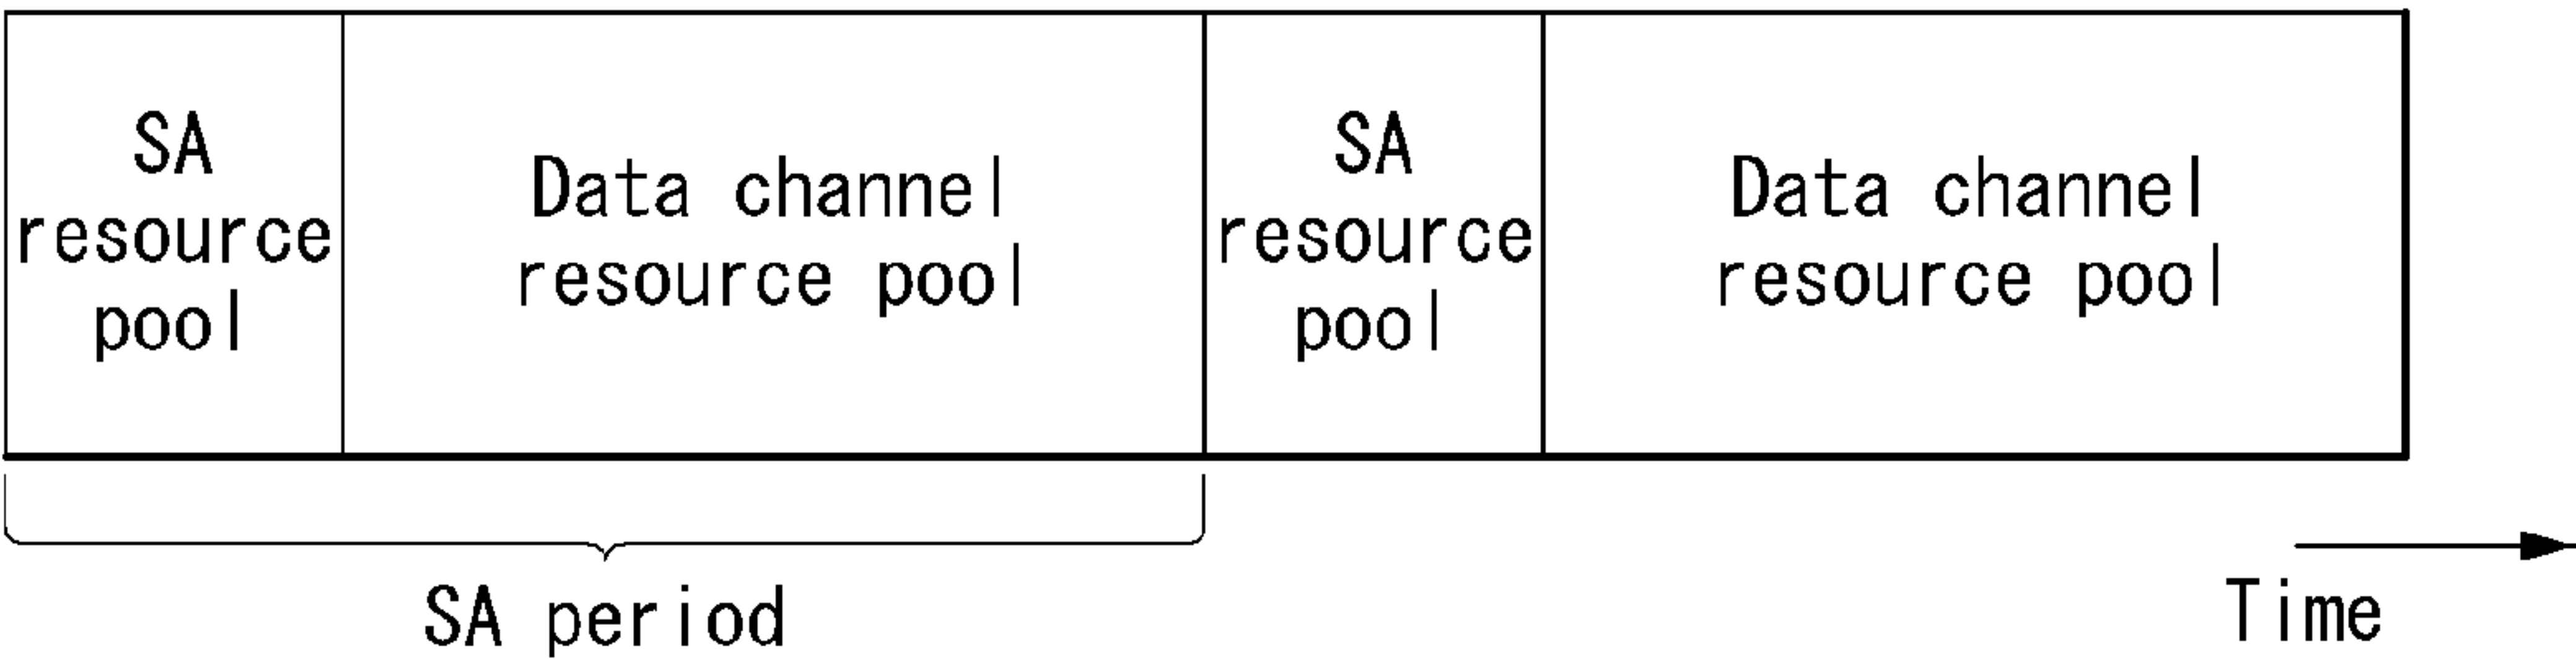 SA
resource
pool
Data channel
resource pool
SA
resource
pool
Data channel
resource pool
SA period
Time